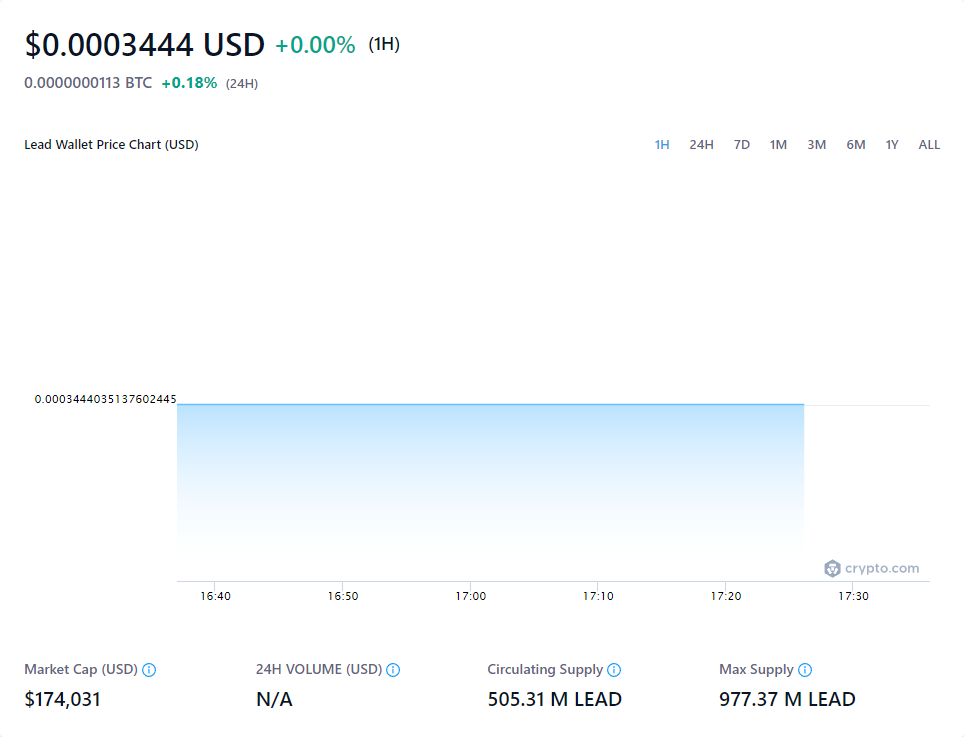 $0.0003444 USD +0.00% (1H)
0.0000000113 BTC +0.18% (24H)
Lead Wallet Price Chart (USD) 1H 24H 7D 1M 3M 6M 1Y ALL
0.0003444035137602445
crypto.com
16:40 16:50 17:00 17:10 17:20 17:30
Market Cap (USD) 24H VOLUME (USD) Circulating Supply Max Supply
$174,031 N/A 505.31 M LEAD 977.37 M LEAD